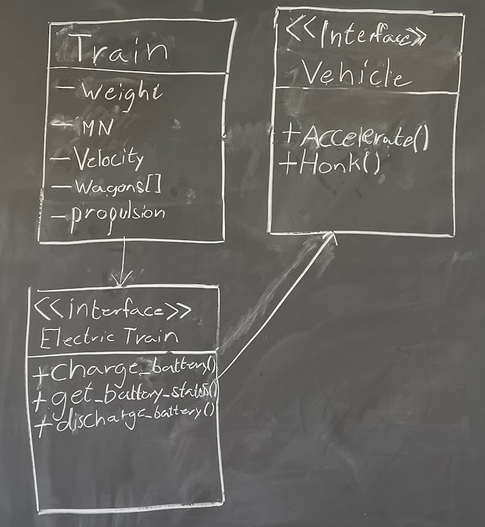 Train
- Weight
- MN
- Velocity
- Wagons[]
- propulsion
<<Interface>>
Vehicle
+Accelerate()
+Honk()
<<interface>>
Electric Train
+charge_battery()
+get_battery_status()
+discharge_battery()